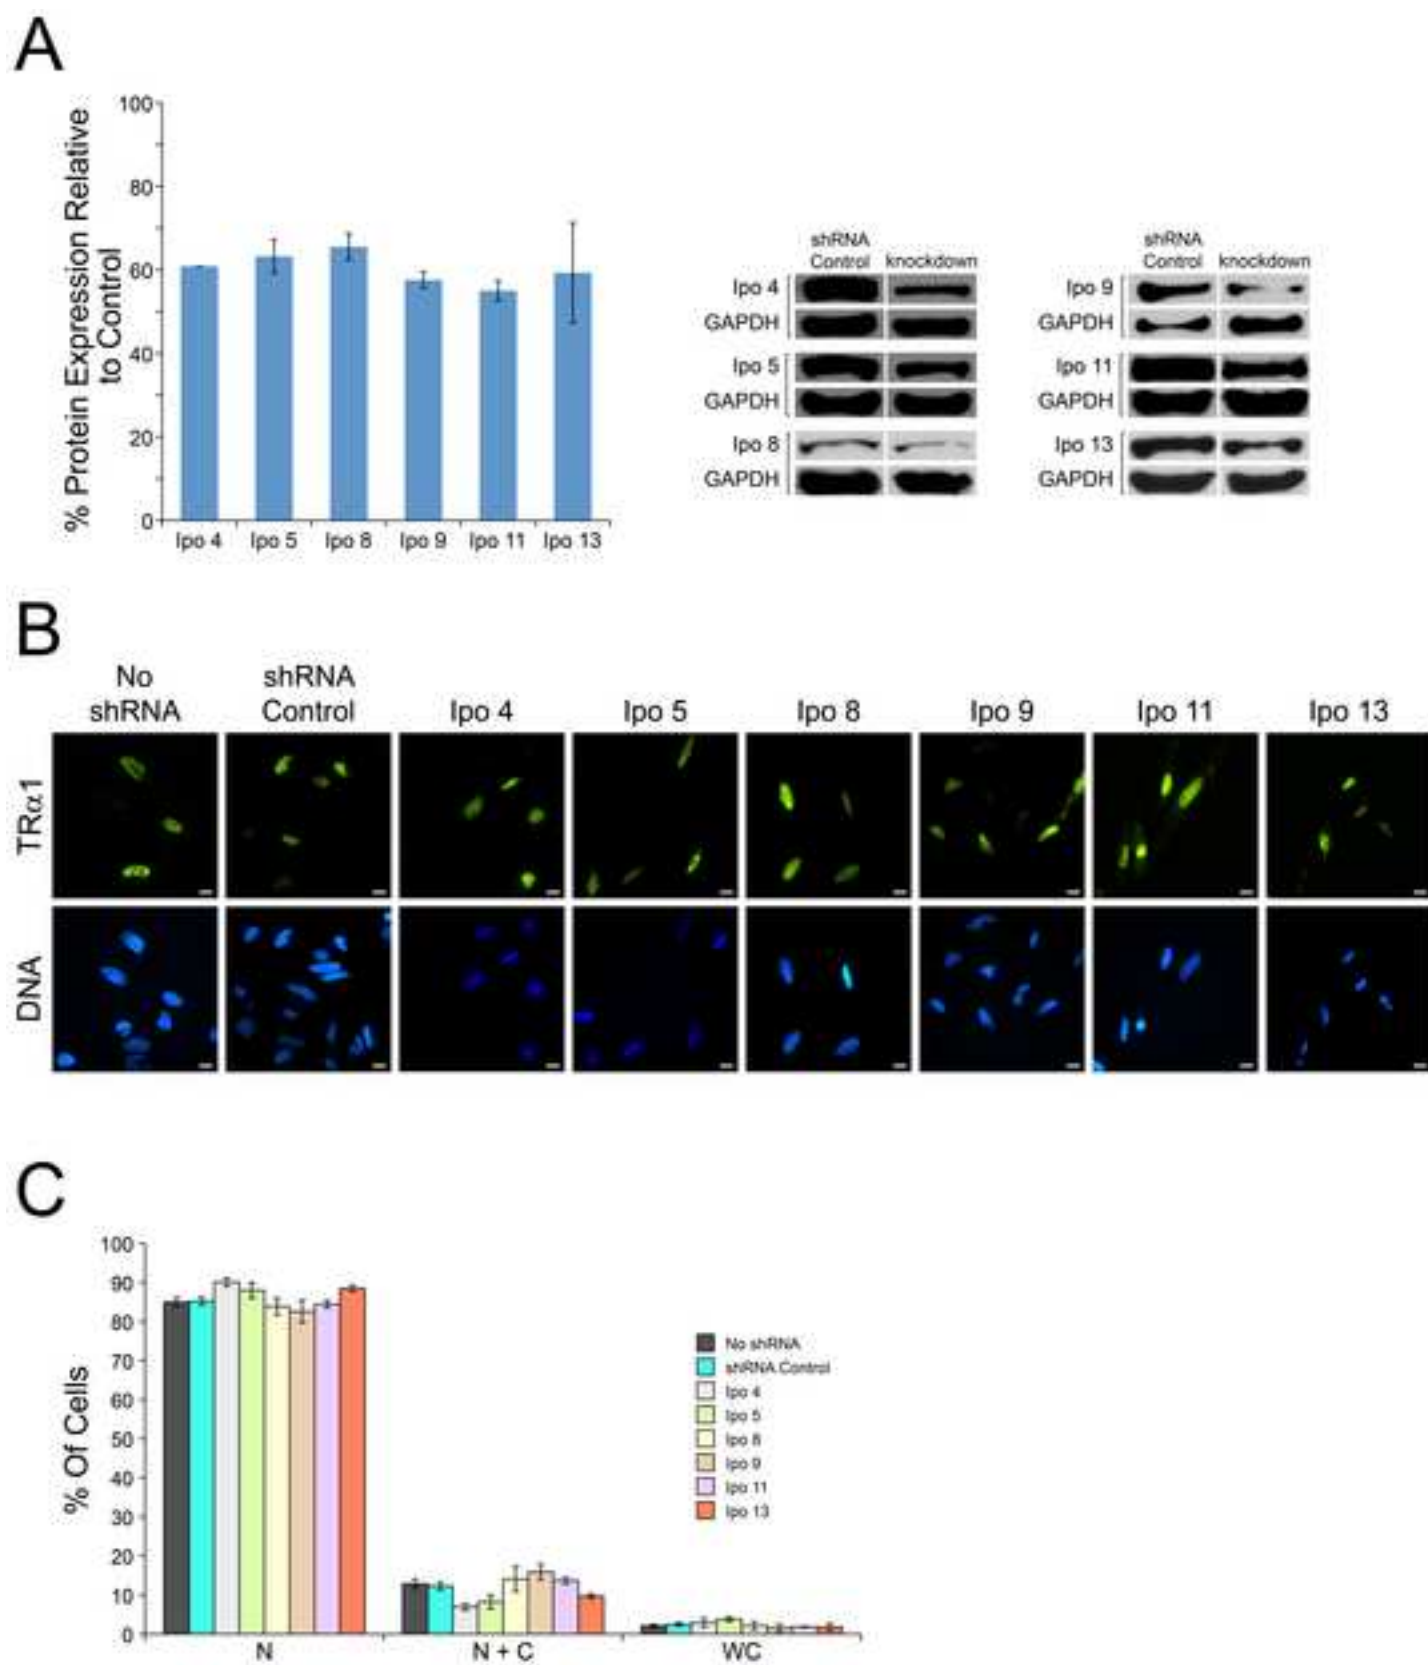 A
% Protein Expression Relative
to Control
100
80
60
40
20
0
Ipo 4 Ipo 5 Ipo 8 Ipo 9 Ipo 11 Ipo 13
shRNA
Control knockdown
Ipo 4
GAPDH
Ipo 5
GAPDH
Ipo 8
GAPDH
shRNA
Control knockdown
Ipo 9
GAPDH
Ipo 11
GAPDH
Ipo 13
GAPDH
B
No
shRNA
shRNA
Control
Ipo 4
Ipo 5
Ipo 8
Ipo 9
Ipo 11
Ipo 13
TRα1
DNA
C
% Of Cells
100
90
80
70
60
50
40
30
20
10
0
N N + C WC
No shRNA
shRNA Control
Ipo 4
Ipo 5
Ipo 8
Ipo 9
Ipo 11
Ipo 13